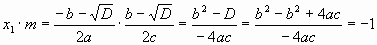 x₁ · m = (−b − √D)/(2a) · (b − √D)/(2c) = (b² − D)/(−4ac) = (b² − b² + 4ac)/(−4ac) = −1